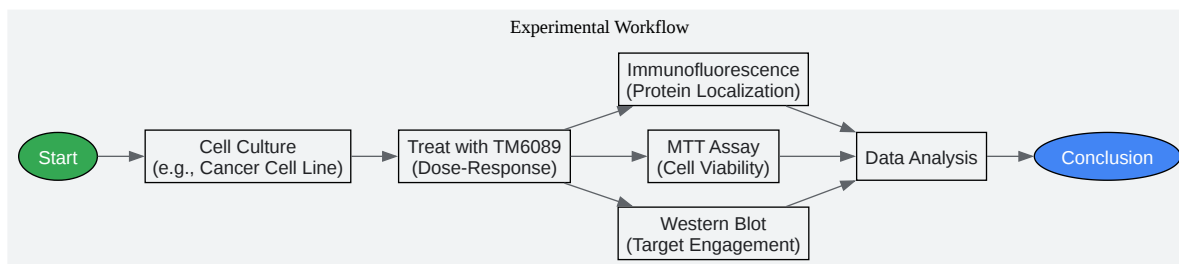 Experimental Workflow
Start
Cell Culture
(e.g., Cancer Cell Line)
Treat with TM6089
(Dose-Response)
Immunofluorescence
(Protein Localization)
MTT Assay
(Cell Viability)
Western Blot
(Target Engagement)
Data Analysis
Conclusion